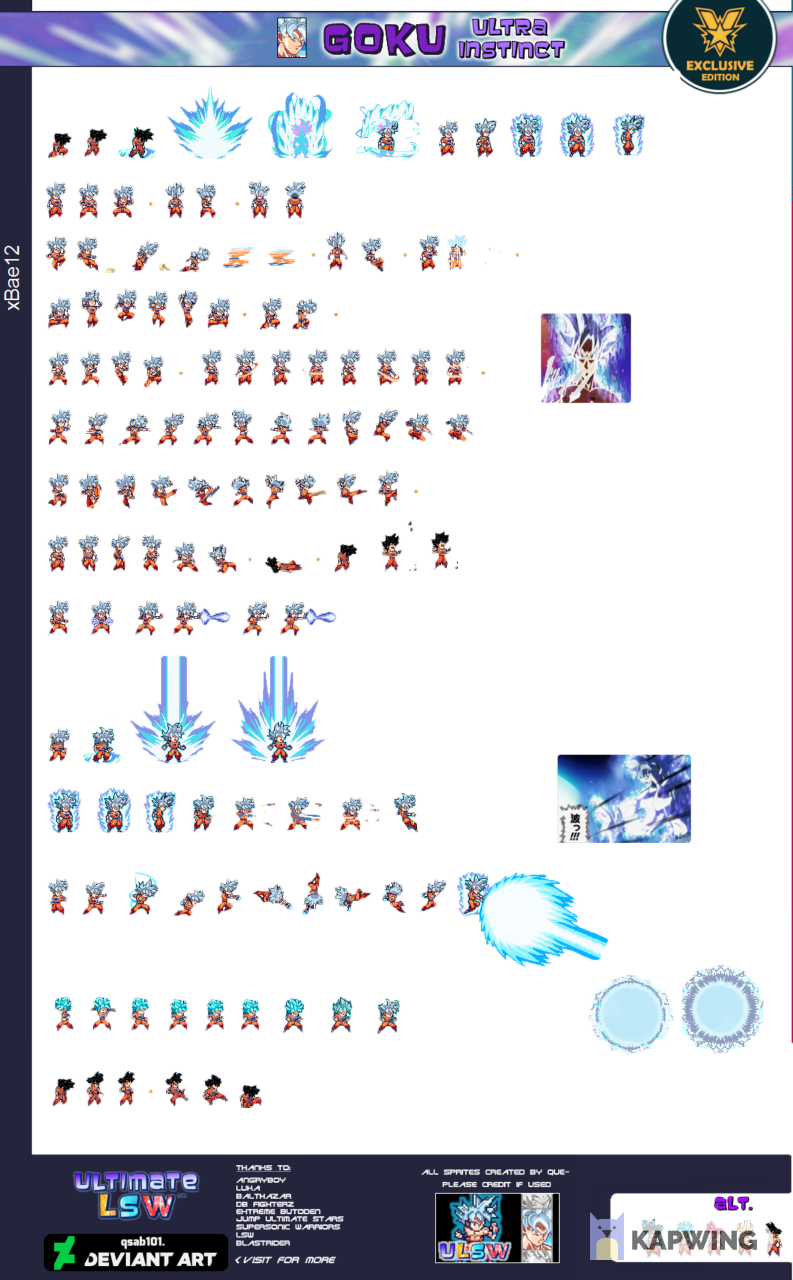 GOKU
ULTRA
INSTINCT
EXCLUSIVE
EDITION
xBae12
波っ!!!
ULTIMATE
LSW
qsab101.
DEVIANT ART
THANKS TO:
ANGRYBOY
LUKA
BALTHAZAR
DB FIGHTERZ
EXTREME BUTODEN
JUMP ULTIMATE STARS
SUPERSONIC WARRIORS
LSW
BLASTRIDER
<VISIT FOR MORE
ALL SPRITES CREATED BY QUE-
PLEASE CREDIT IF USED
ULSW
ALT.
KAPWING